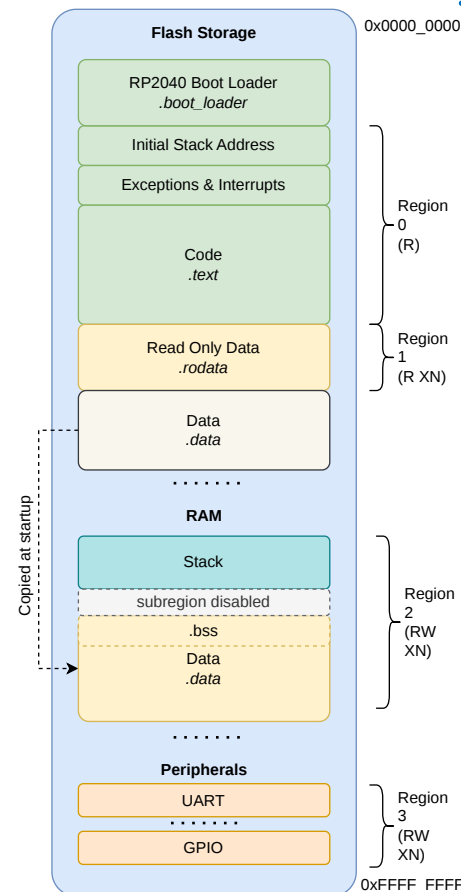 Flash Storage
0x0000_0000
RP2040 Boot Loader
.boot_loader
Initial Stack Address
Exceptions & Interrupts
Code
.text
Region
0
(R)
Read Only Data
.rodata
Region
1
(R XN)
Data
.data
Copied at startup
. . . . . . .
RAM
Stack
subregion disabled
.bss
Data
.data
Region
2
(RW
XN)
. . . . . . .
Peripherals
UART
. . . . . . .
GPIO
Region
3
(RW
XN)
0xFFFF_FFFF